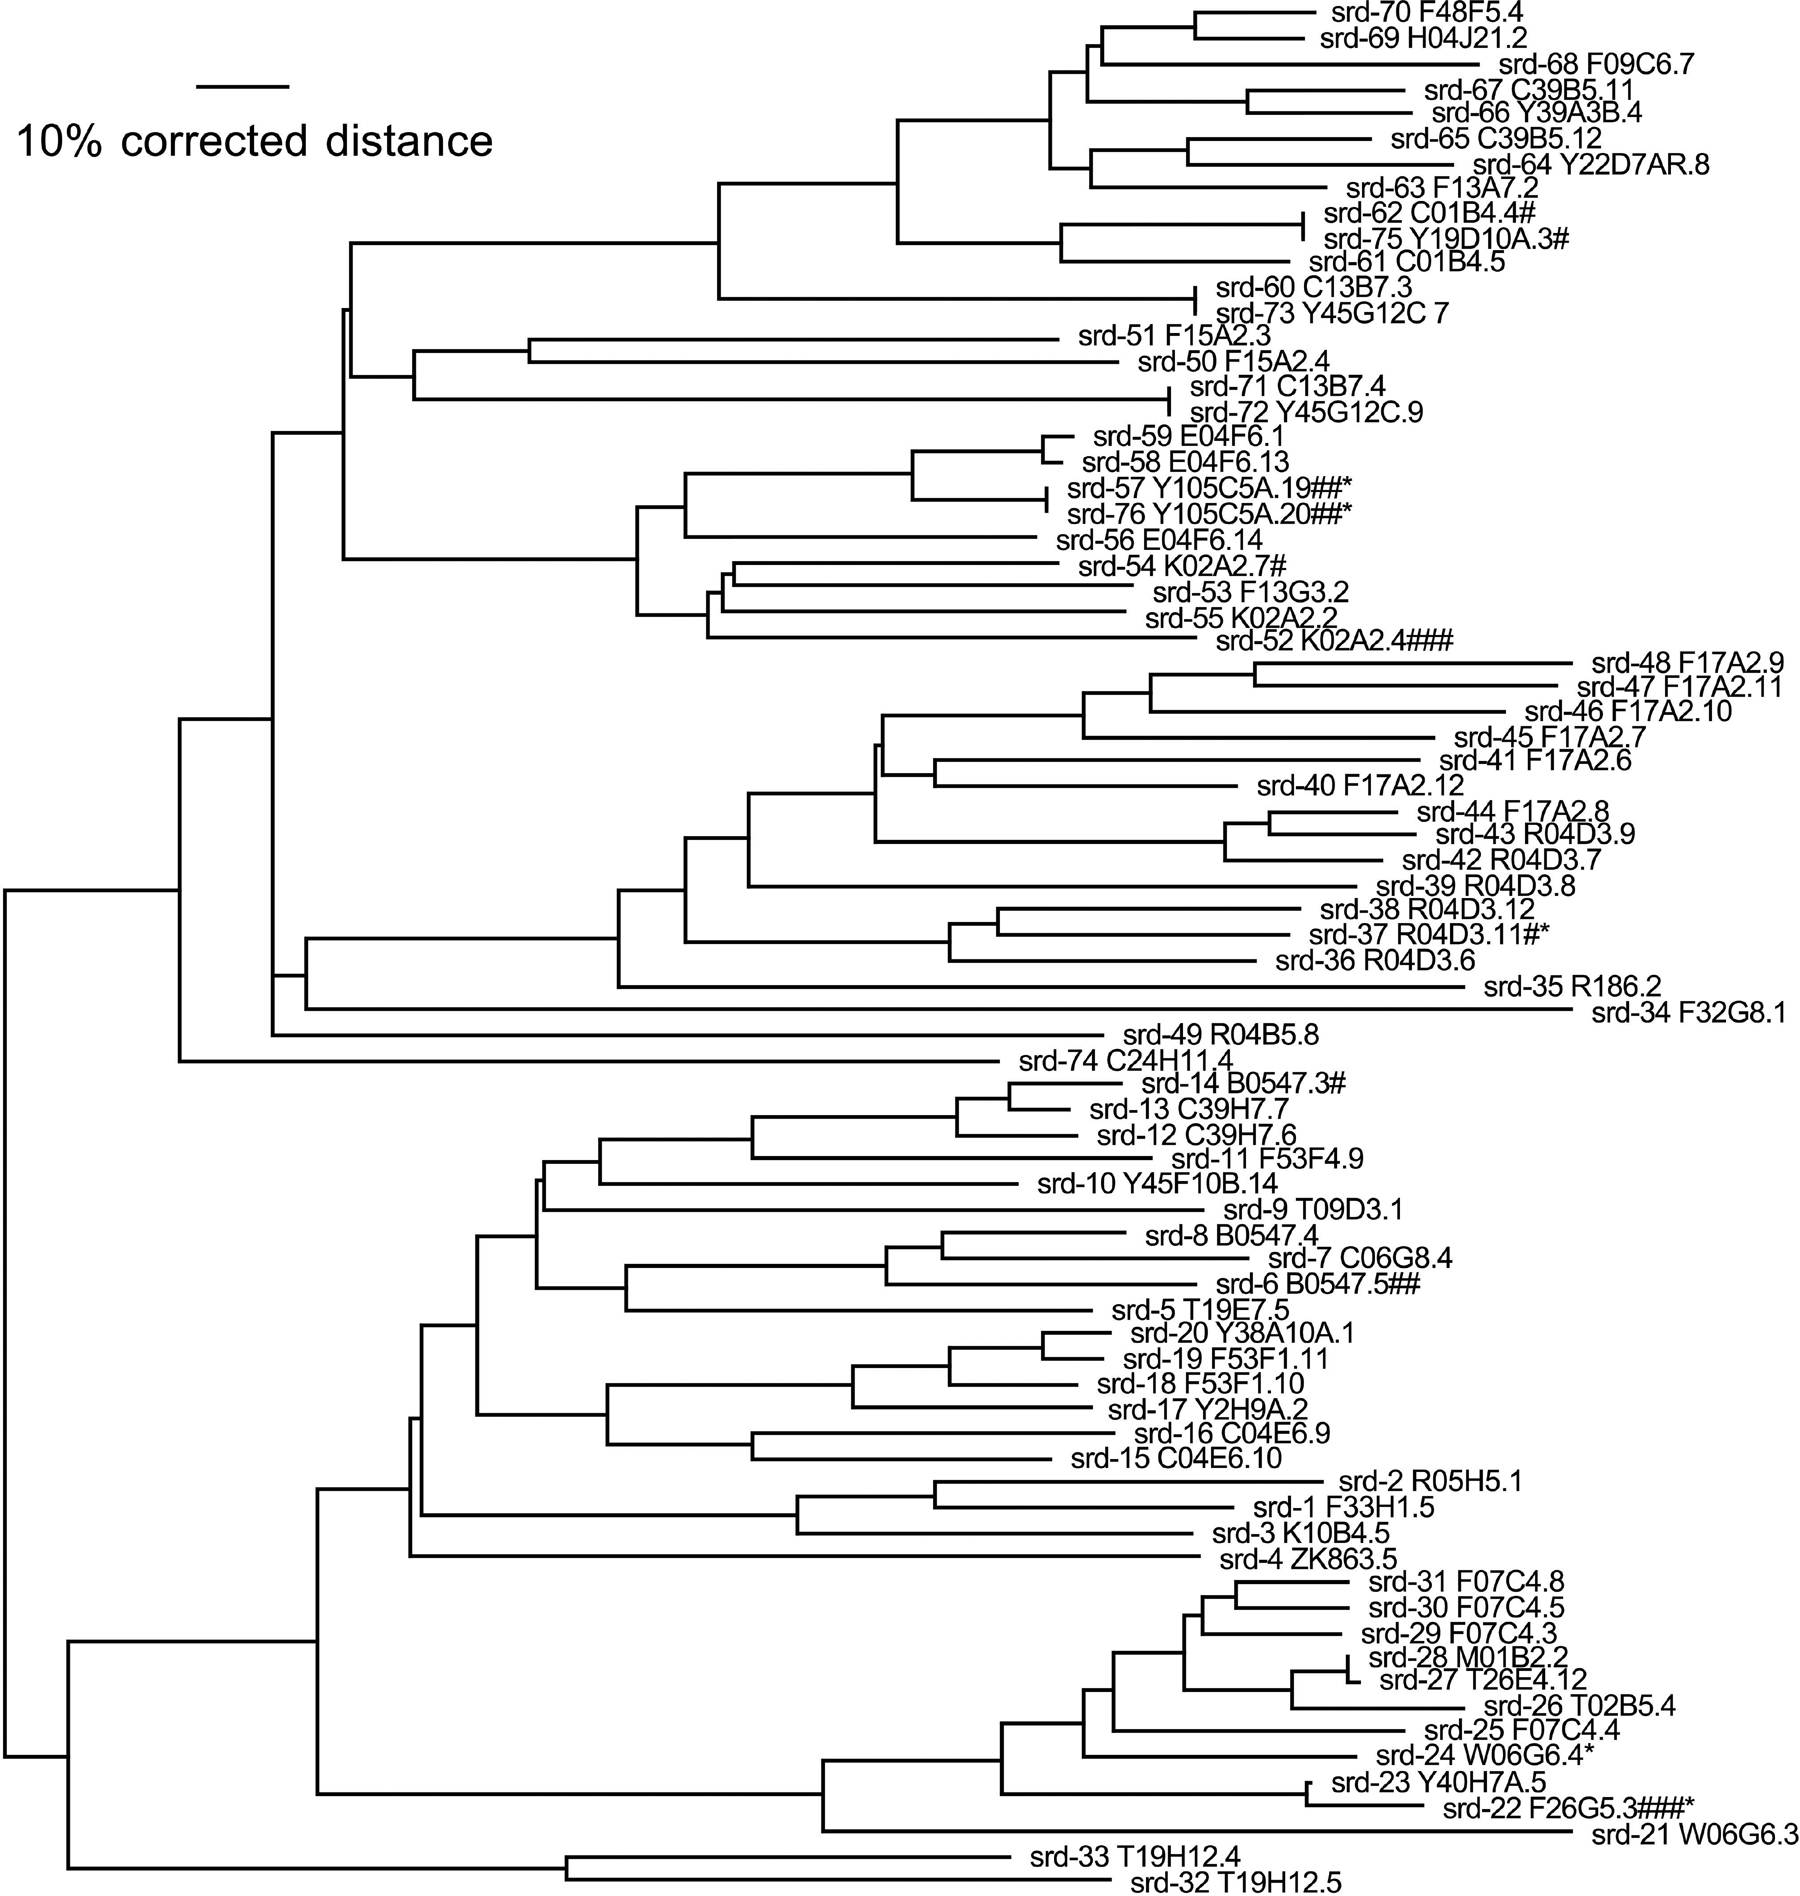 srd-70 F48F5.4
srd-69 H04J21.2
srd-68 F09C6.7
srd-67 C39B5.11
srd-66 Y39A3B.4
10% corrected distance
srd-65 C39B5.12
srd-64 Y22D7AR.8
srd-63 F13A7.2
srd-62 C01B4.4#
srd-75 Y19D10A.3#
srd-61 C01B4.5
srd-60 C13B7.3
srd-73 Y45G12C 7
srd-51 F15A2.3
srd-50 F15A2.4
srd-71 C13B7.4
srd-72 Y45G12C.9
srd-59 E04F6.1
srd-58 E04F6.13
srd-57 Y105C5A.19##*
srd-76 Y105C5A.20##*
srd-56 E04F6.14
srd-54 K02A2.7#
srd-53 F13G3.2
srd-55 K02A2.2
srd-52 K02A2.4###
srd-48 F17A2.9
srd-47 F17A2.11
srd-46 F17A2.10
srd-45 F17A2.7
srd-41 F17A2.6
srd-40 F17A2.12
srd-44 F17A2.8
srd-43 R04D3.9
srd-42 R04D3.7
srd-39 R04D3.8
srd-38 R04D3.12
srd-37 R04D3.11#*
srd-36 R04D3.6
srd-35 R186.2
srd-34 F32G8.1
srd-49 R04B5.8
srd-74 C24H11.4
srd-14 B0547.3#
srd-13 C39H7.7
srd-12 C39H7.6
srd-11 F53F4.9
srd-10 Y45F10B.14
srd-9 T09D3.1
srd-8 B0547.4
srd-7 C06G8.4
srd-6 B0547.5##
srd-5 T19E7.5
srd-20 Y38A10A.1
srd-19 F53F1.11
srd-18 F53F1.10
srd-17 Y2H9A.2
srd-16 C04E6.9
srd-15 C04E6.10
srd-2 R05H5.1
srd-1 F33H1.5
srd-3 K10B4.5
srd-4 ZK863.5
srd-31 F07C4.8
srd-30 F07C4.5
srd-29 F07C4.3
srd-28 M01B2.2
srd-27 T26E4.12
srd-26 T02B5.4
srd-25 F07C4.4
srd-24 W06G6.4*
srd-23 Y40H7A.5
srd-22 F26G5.3###*
srd-21 W06G6.3
srd-33 T19H12.4
srd-32 T19H12.5